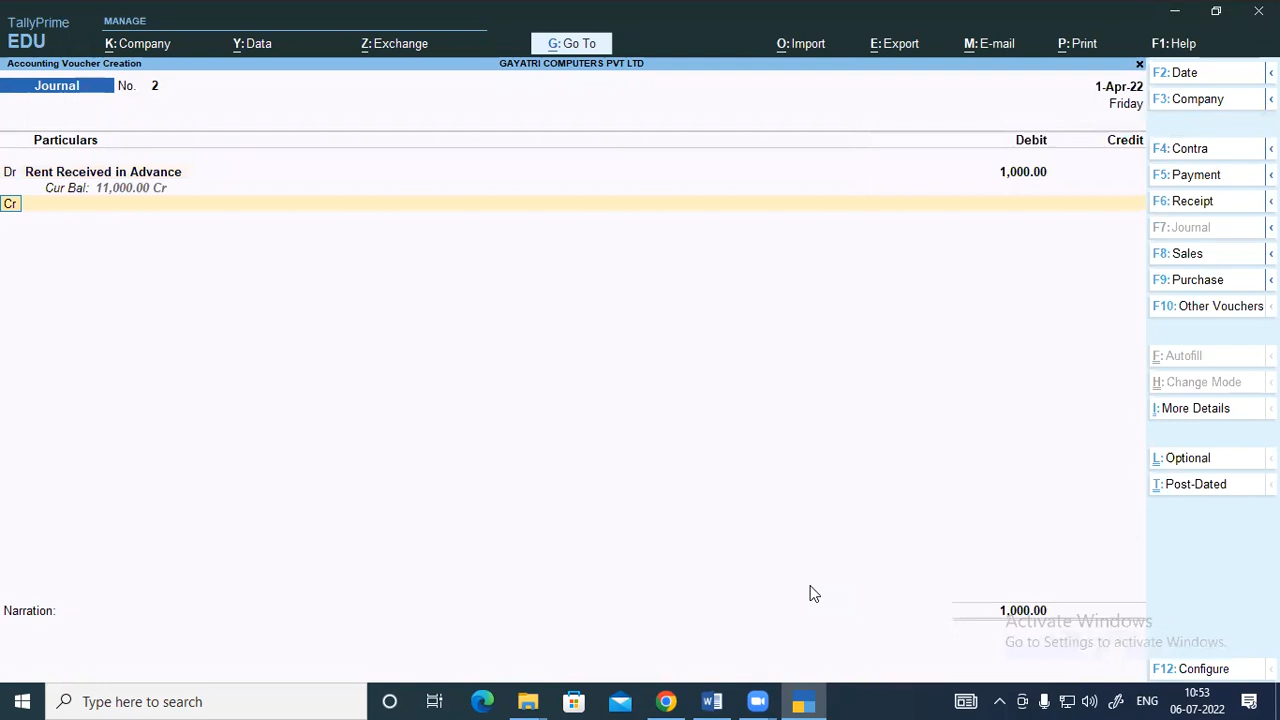 TallyPrime
EDU
MANAGE
K: Company
Y: Data
Z: Exchange
G: Go To
O: Import
E: Export
M: E-mail
P: Print
F1: Help
Accounting Voucher Creation
GAYATRI COMPUTERS PVT LTD
Journal No. 2
1-Apr-22
Friday
Particulars Debit Credit
Dr Rent Received in Advance 1,000.00
Cur Bal: 11,000.00 Cr
Cr
Narration: 1,000.00
F2: Date
F3: Company
F4: Contra
F5: Payment
F6: Receipt
F7: Journal
F8: Sales
F9: Purchase
F10: Other Vouchers
F: Autofill
H: Change Mode
I: More Details
L: Optional
T: Post-Dated
Activate Windows
Go to Settings to activate Windows.
F12: Configure
Type here to search
ENG
10:53
06-07-2022